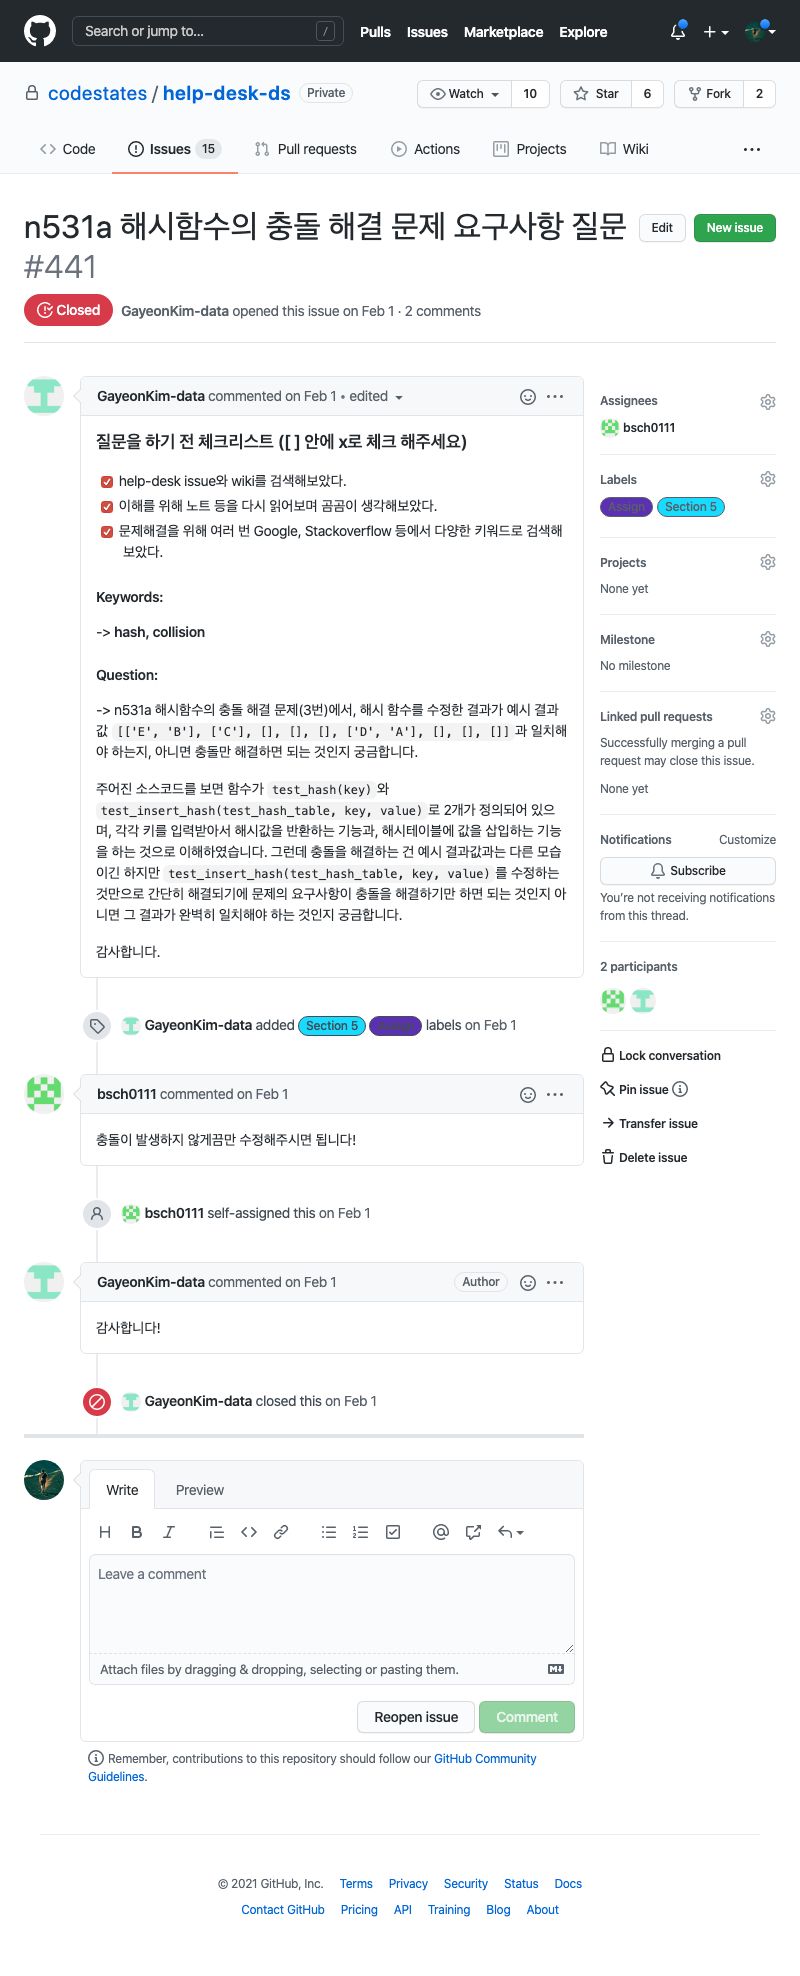 Search or jump to...
/
Pulls
Issues
Marketplace
Explore
codestates / help-desk-ds
Private
Watch
10
Star
6
Fork
2
Code
Issues 15
Pull requests
Actions
Projects
Wiki
n531a 해시함수의 충돌 해결 문제 요구사항 질문
#441
Edit
New issue
Closed
GayeonKim-data opened this issue on Feb 1 · 2 comments
GayeonKim-data commented on Feb 1 • edited
질문을 하기 전 체크리스트 ([ ] 안에 x로 체크 해주세요)
help-desk issue와 wiki를 검색해보았다.
이해를 위해 노트 등을 다시 읽어보며 곰곰이 생각해보았다.
문제해결을 위해 여러 번 Google, Stackoverflow 등에서 다양한 키워드로 검색해
보았다.
Keywords:
-> hash, collision
Question:
-> n531a 해시함수의 충돌 해결 문제(3번)에서, 해시 함수를 수정한 결과가 예시 결과
값 [['E', 'B'], ['C'], [], [], [], ['D', 'A'], [], [], []] 과 일치해
야 하는지, 아니면 충돌만 해결하면 되는 것인지 궁금합니다.
주어진 소스코드를 보면 함수가 test_hash(key) 와
test_insert_hash(test_hash_table, key, value) 로 2개가 정의되어 있으
며, 각각 키를 입력받아서 해시값을 반환하는 기능과, 해시테이블에 값을 삽입하는 기능
을 하는 것으로 이해하였습니다. 그런데 충돌을 해결하는 건 예시 결과값과는 다른 모습
이긴 하지만 test_insert_hash(test_hash_table, key, value) 를 수정하는
것만으로 간단히 해결되기에 문제의 요구사항이 충돌을 해결하기만 하면 되는 것인지 아
니면 그 결과가 완벽히 일치해야 하는 것인지 궁금합니다.
감사합니다.
GayeonKim-data added Section 5 Assign labels on Feb 1
bsch0111 commented on Feb 1
충돌이 발생하지 않게끔만 수정해주시면 됩니다!
bsch0111 self-assigned this on Feb 1
GayeonKim-data commented on Feb 1
Author
감사합니다!
GayeonKim-data closed this on Feb 1
Write
Preview
Leave a comment
Attach files by dragging & dropping, selecting or pasting them.
Reopen issue
Comment
Remember, contributions to this repository should follow our GitHub Community
Guidelines.
Assignees
bsch0111
Labels
Assign
Section 5
Projects
None yet
Milestone
No milestone
Linked pull requests
Successfully merging a pull
request may close this issue.
None yet
Notifications
Customize
Subscribe
You're not receiving notifications
from this thread.
2 participants
Lock conversation
Pin issue
Transfer issue
Delete issue
© 2021 GitHub, Inc.
Terms
Privacy
Security
Status
Docs
Contact GitHub
Pricing
API
Training
Blog
About